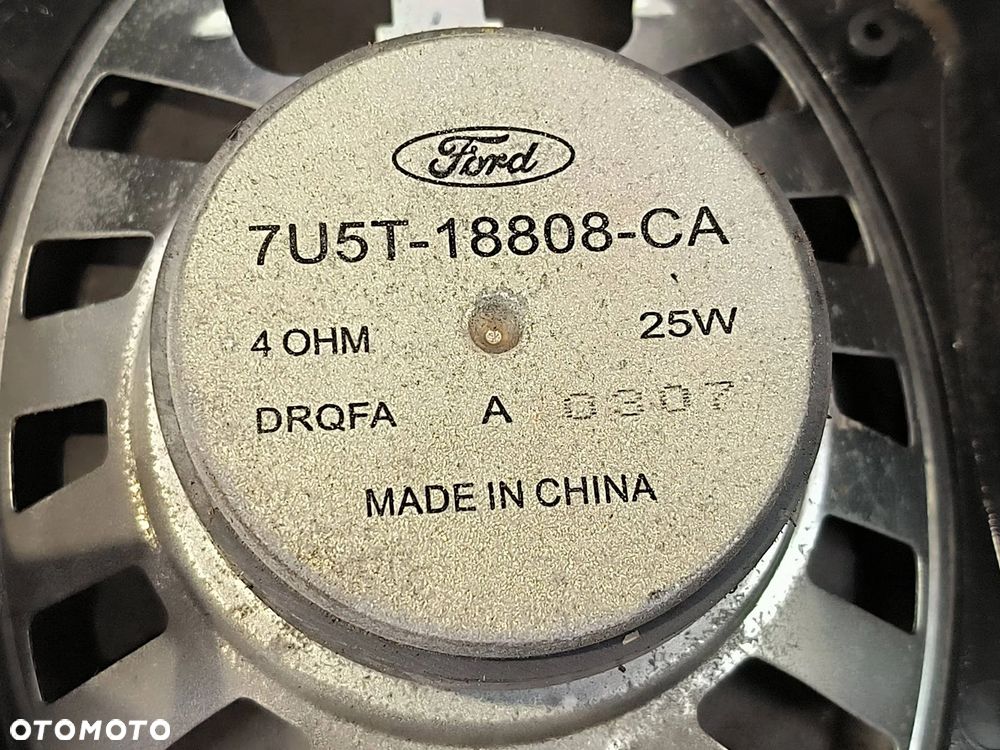 Ford
7U5T-18808-CA
4 OHM 25W
DRQFA A 0307
MADE IN CHINA
OTOMOTO